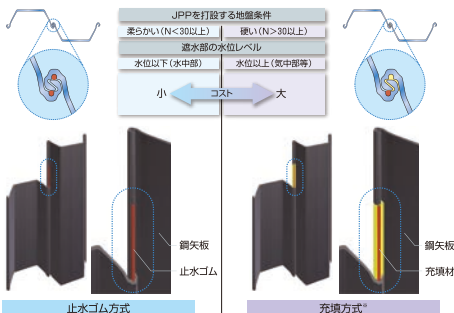 JPPを打設する地盤条件
柔らかい（N＜30以上） 硬い（N＞30以上）
遮水部の水位レベル
水位以下（水中部） 水位以上（気中部等）
小 コスト 大
鋼矢板
止水ゴム
鋼矢板
充填材
止水ゴム方式
充填方式※